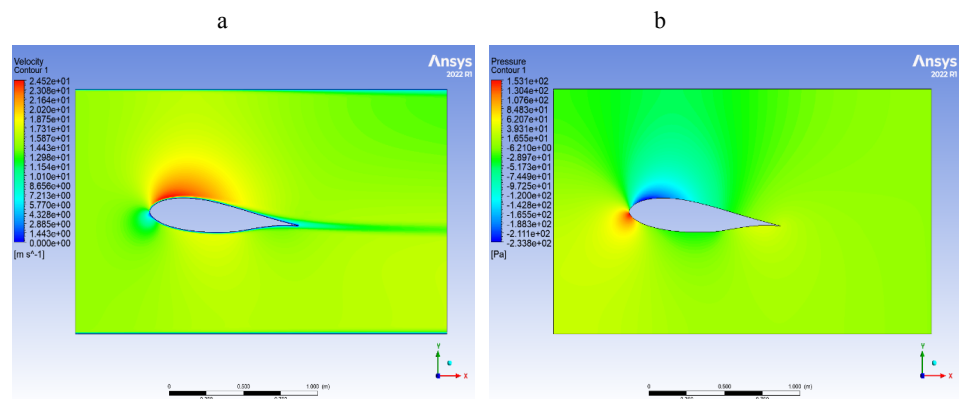 a
b
Velocity
Contour 1
2.452e+01
2.308e+01
2.164e+01
2.020e+01
1.875e+01
1.731e+01
1.587e+01
1.443e+01
1.298e+01
1.154e+01
1.010e+01
8.656e+00
7.213e+00
5.770e+00
4.328e+00
2.885e+00
1.443e+00
0.000e+00
[m s^-1]
Ansys
2022 R1
Y
X
0
0.500
1.000
(m)
Pressure
Contour 1
1.531e+02
1.304e+02
1.076e+02
8.483e+01
6.207e+01
3.931e+01
1.655e+01
-6.210e+00
-2.897e+01
-5.173e+01
-7.449e+01
-9.725e+01
-1.200e+02
-1.428e+02
-1.655e+02
-1.883e+02
-2.111e+02
-2.338e+02
[Pa]
Ansys
2022 R1
Y
X
0
0.500
1.000
(m)